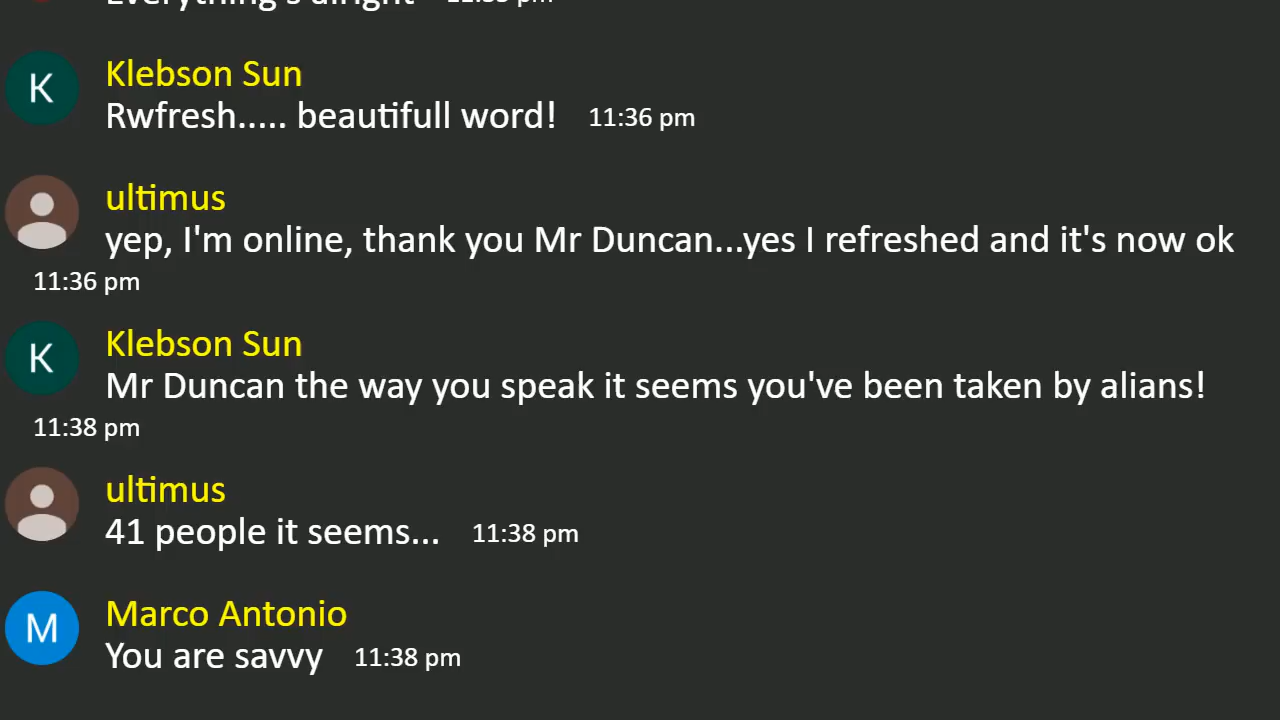 Everything's alright 11:35 pm
K Klebson Sun
Rwfresh..... beautifull word! 11:36 pm
ultimus
yep, I'm online, thank you Mr Duncan...yes I refreshed and it's now ok
11:36 pm
K Klebson Sun
Mr Duncan the way you speak it seems you've been taken by alians!
11:38 pm
ultimus
41 people it seems... 11:38 pm
M Marco Antonio
You are savvy 11:38 pm